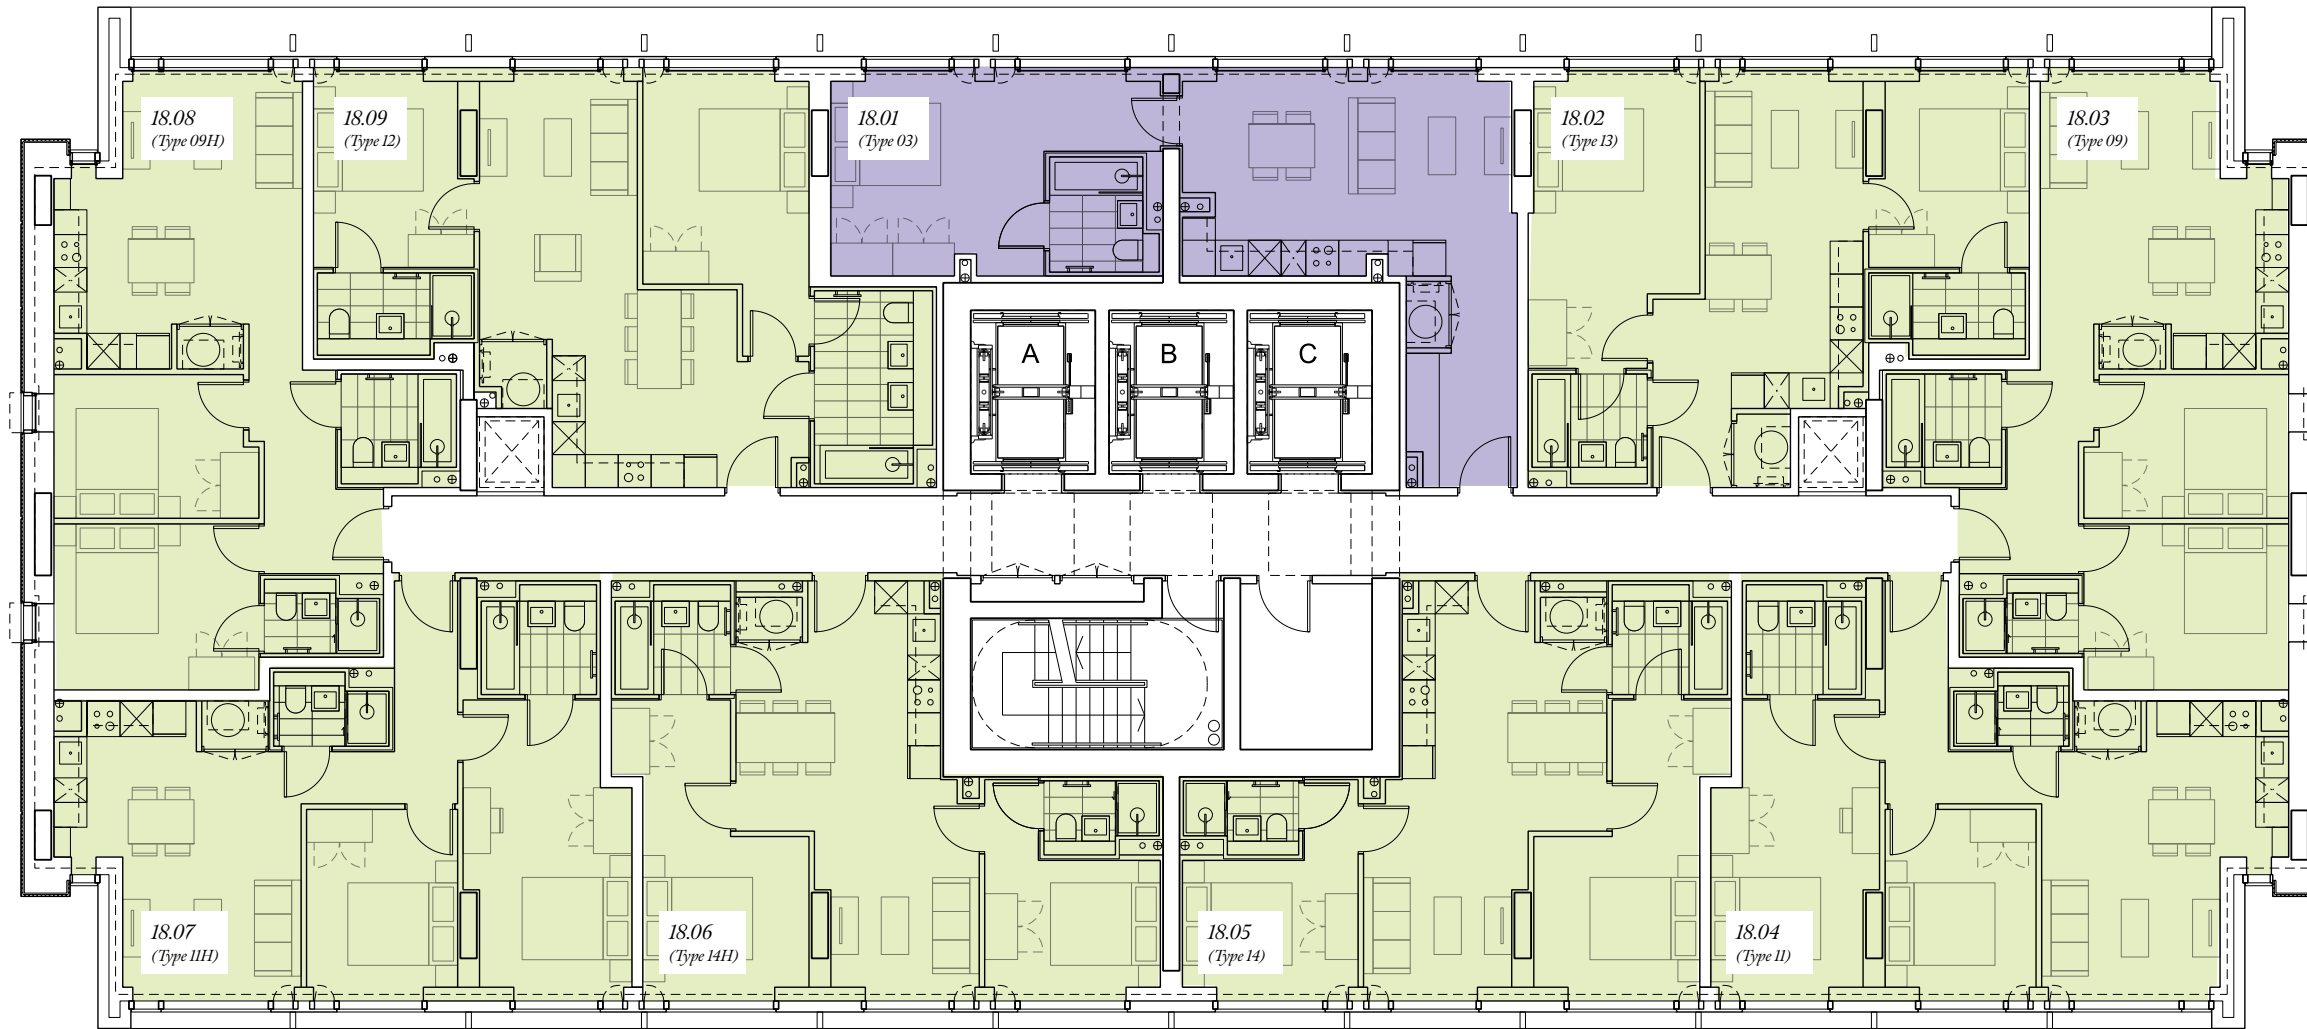 18.08
(Type 09H)
18.09
(Type 12)
18.01
(Type 03)
18.02
(Type 13)
18.03
(Type 09)
A
B
C
18.07
(Type 11H)
18.06
(Type 14H)
18.05
(Type 14)
18.04
(Type 11)